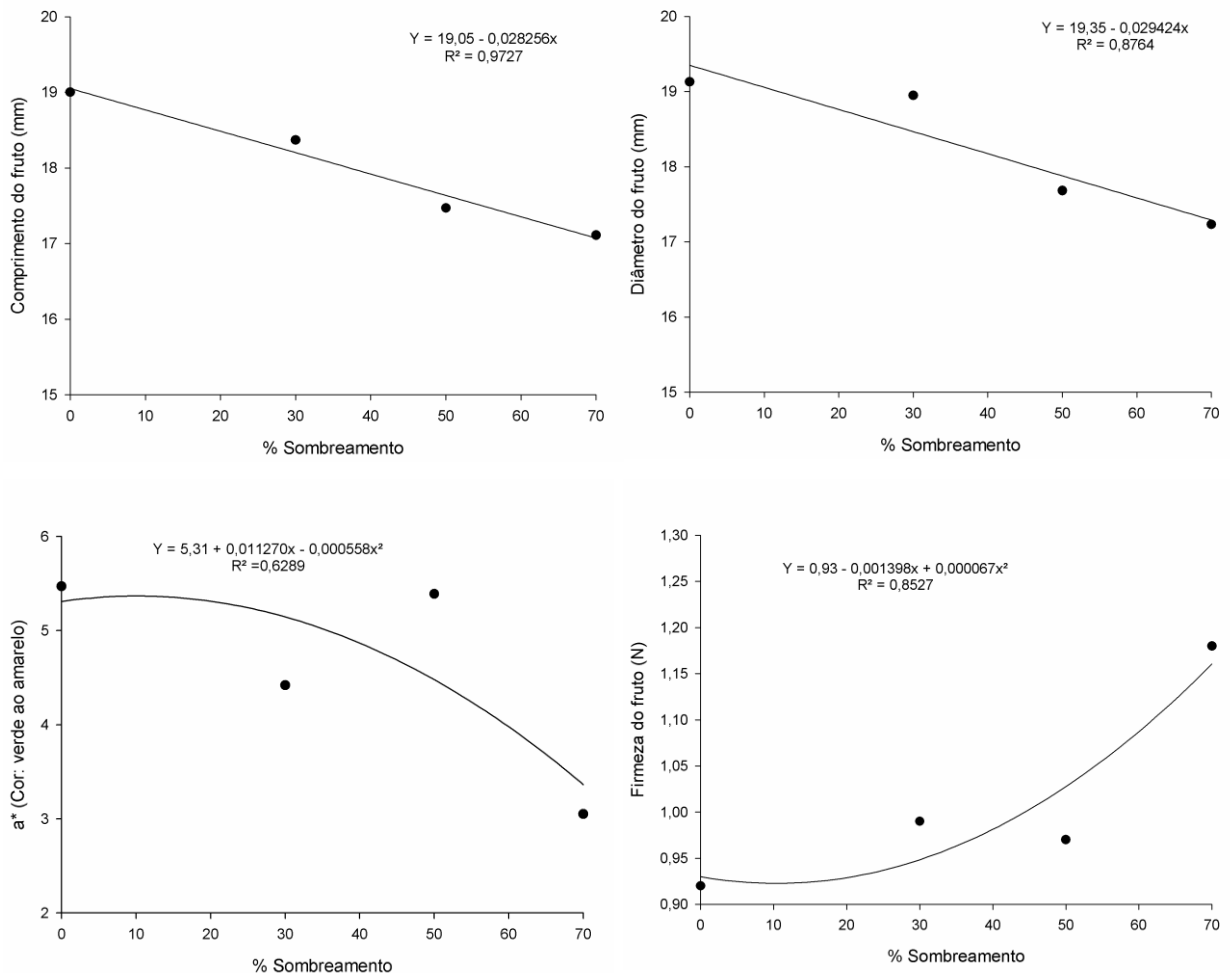 Y = 19,05 - 0,028256x
R² = 0,9727
Comprimento do fruto (mm)
20
19
18
17
16
15
0 10 20 30 40 50 60 70
% Sombreamento
Y = 19,35 - 0,029424x
R² = 0,8764
Diâmetro do fruto (mm)
20
19
18
17
16
15
0 10 20 30 40 50 60 70
% Sombreamento
Y = 5,31 + 0,011270x - 0,000558x²
R² =0,6289
a* (Cor: verde ao amarelo)
6
5
4
3
2
0 10 20 30 40 50 60 70
% Sombreamento
Y = 0,93 - 0,001398x + 0,000067x²
R² = 0,8527
Firmeza do fruto (N)
1,30
1,25
1,20
1,15
1,10
1,05
1,00
0,95
0,90
0 10 20 30 40 50 60 70
% Sombreamento